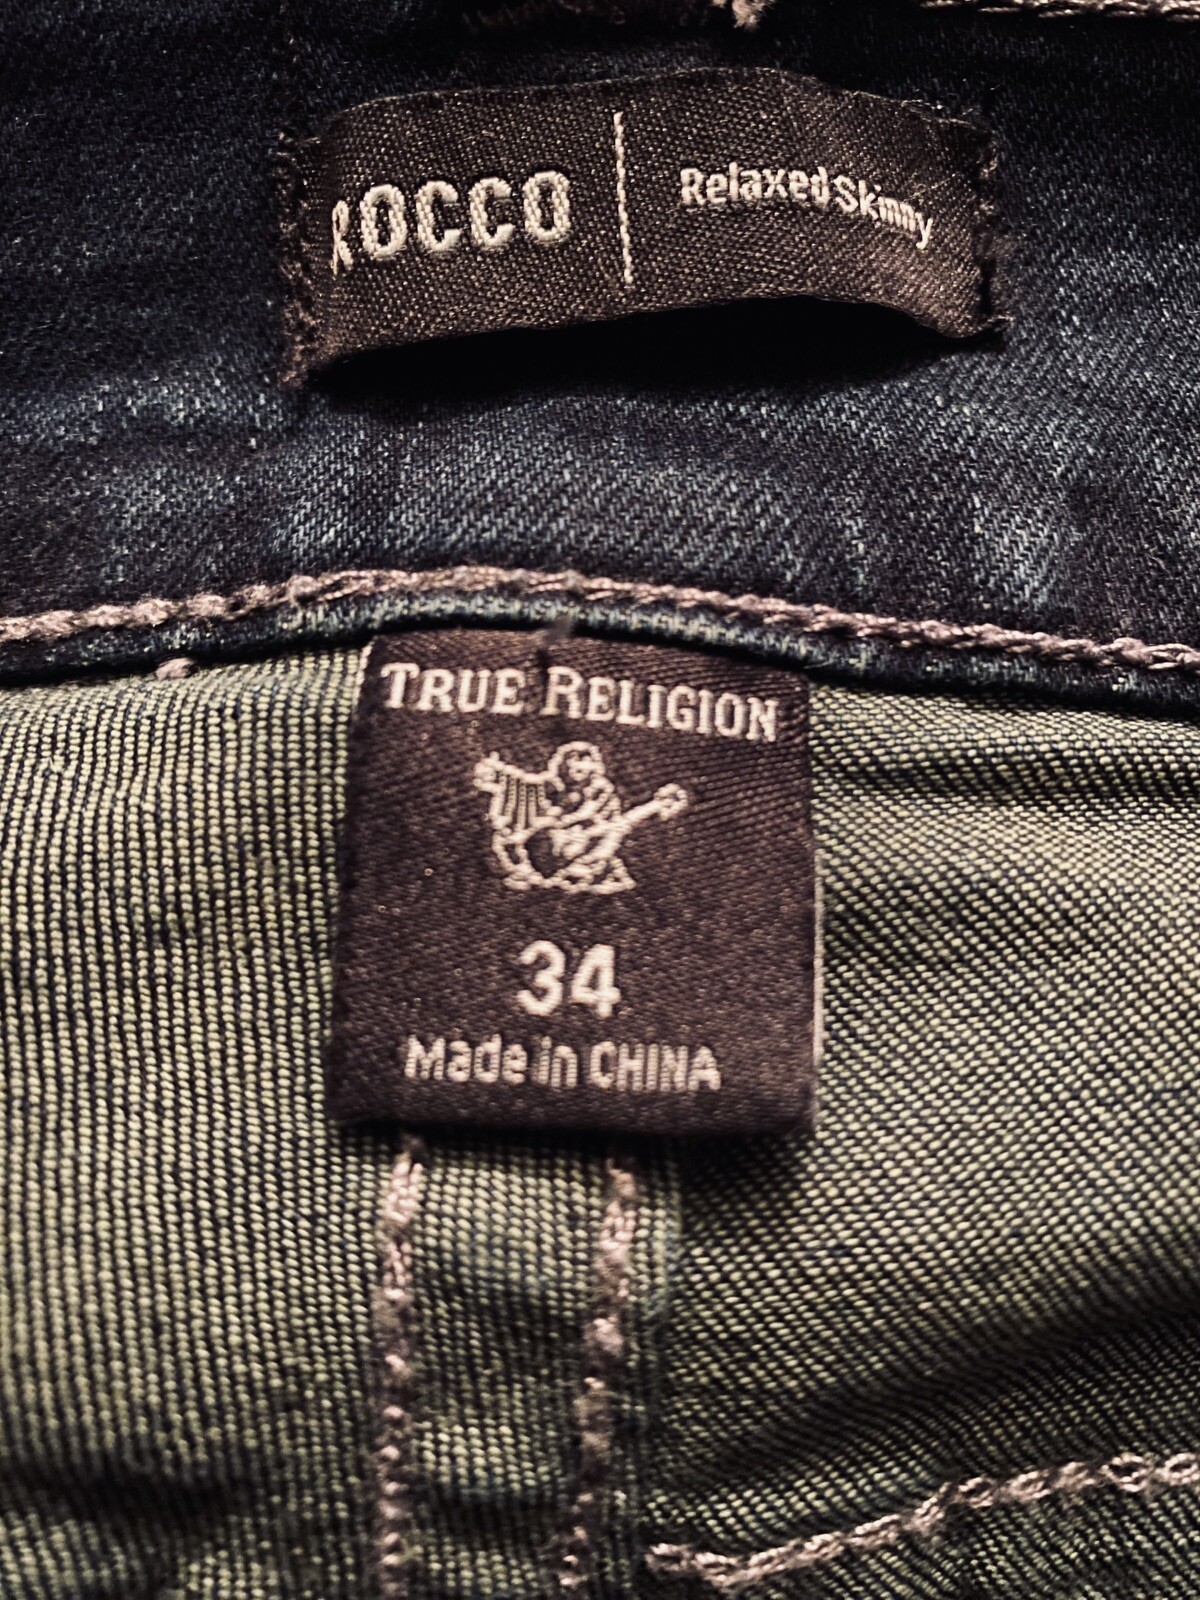 ROCCO | Relaxed Skinny
TRUE RELIGION
34
Made in CHINA